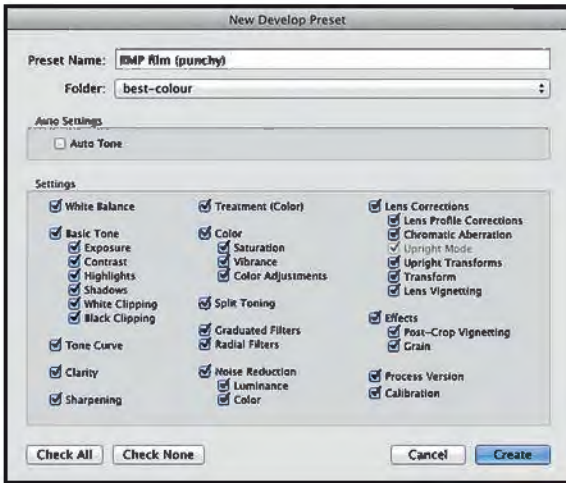 New Develop Preset
Preset Name: RMP film (punchy)
Folder: best-colour
Auto Settings
Auto Tone
Settings
White Balance
Basic Tone
Exposure
Contrast
Highlights
Shadows
White Clipping
Black Clipping
Tone Curve
Clarity
Sharpening
Treatment (Color)
Color
Saturation
Vibrance
Color Adjustments
Split Toning
Graduated Filters
Radial Filters
Noise Reduction
Luminance
Color
Lens Corrections
Lens Profile Corrections
Chromatic Aberration
Upright Mode
Upright Transforms
Transform
Lens Vignetting
Effects
Post-Crop Vignetting
Grain
Process Version
Calibration
Check All
Check None
Cancel
Create